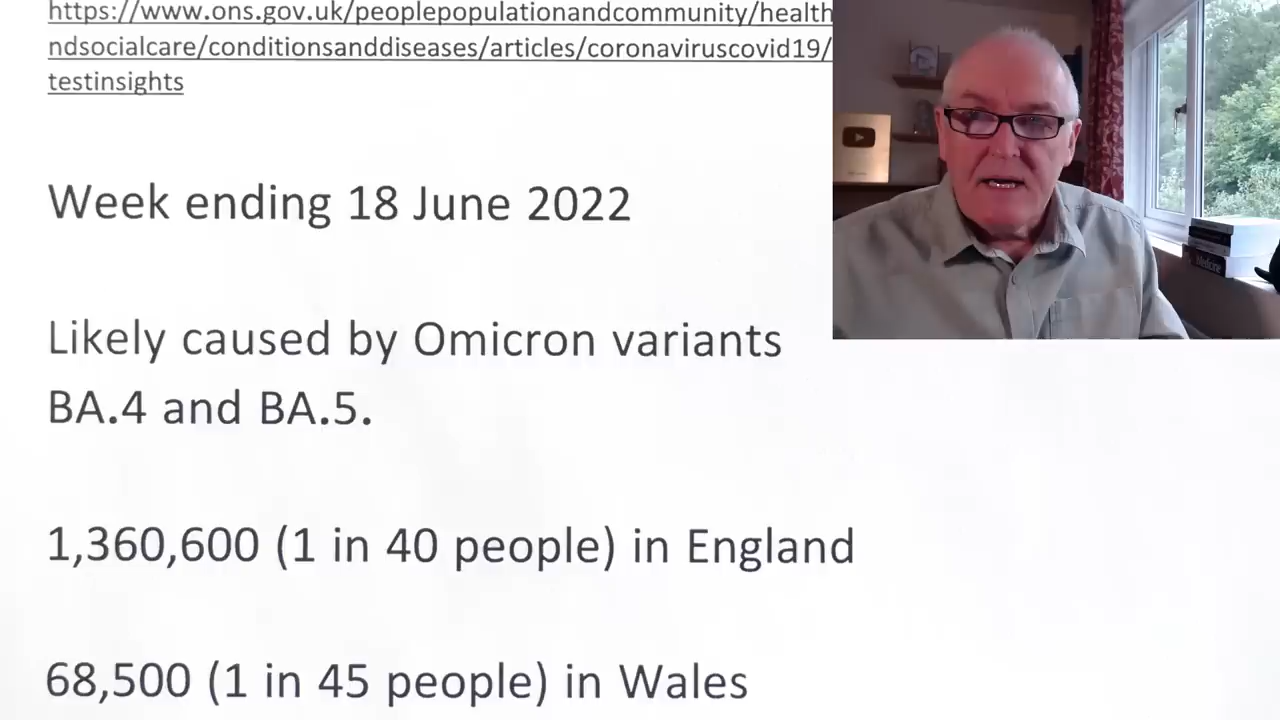 https://www.ons.gov.uk/peoplepopulationandcommunity/health
ndsocialcare/conditionsanddiseases/articles/coronaviruscovid19/
testinsights
Week ending 18 June 2022
Likely caused by Omicron variants
BA.4 and BA.5.
1,360,600 (1 in 40 people) in England
68,500 (1 in 45 people) in Wales
Medicine